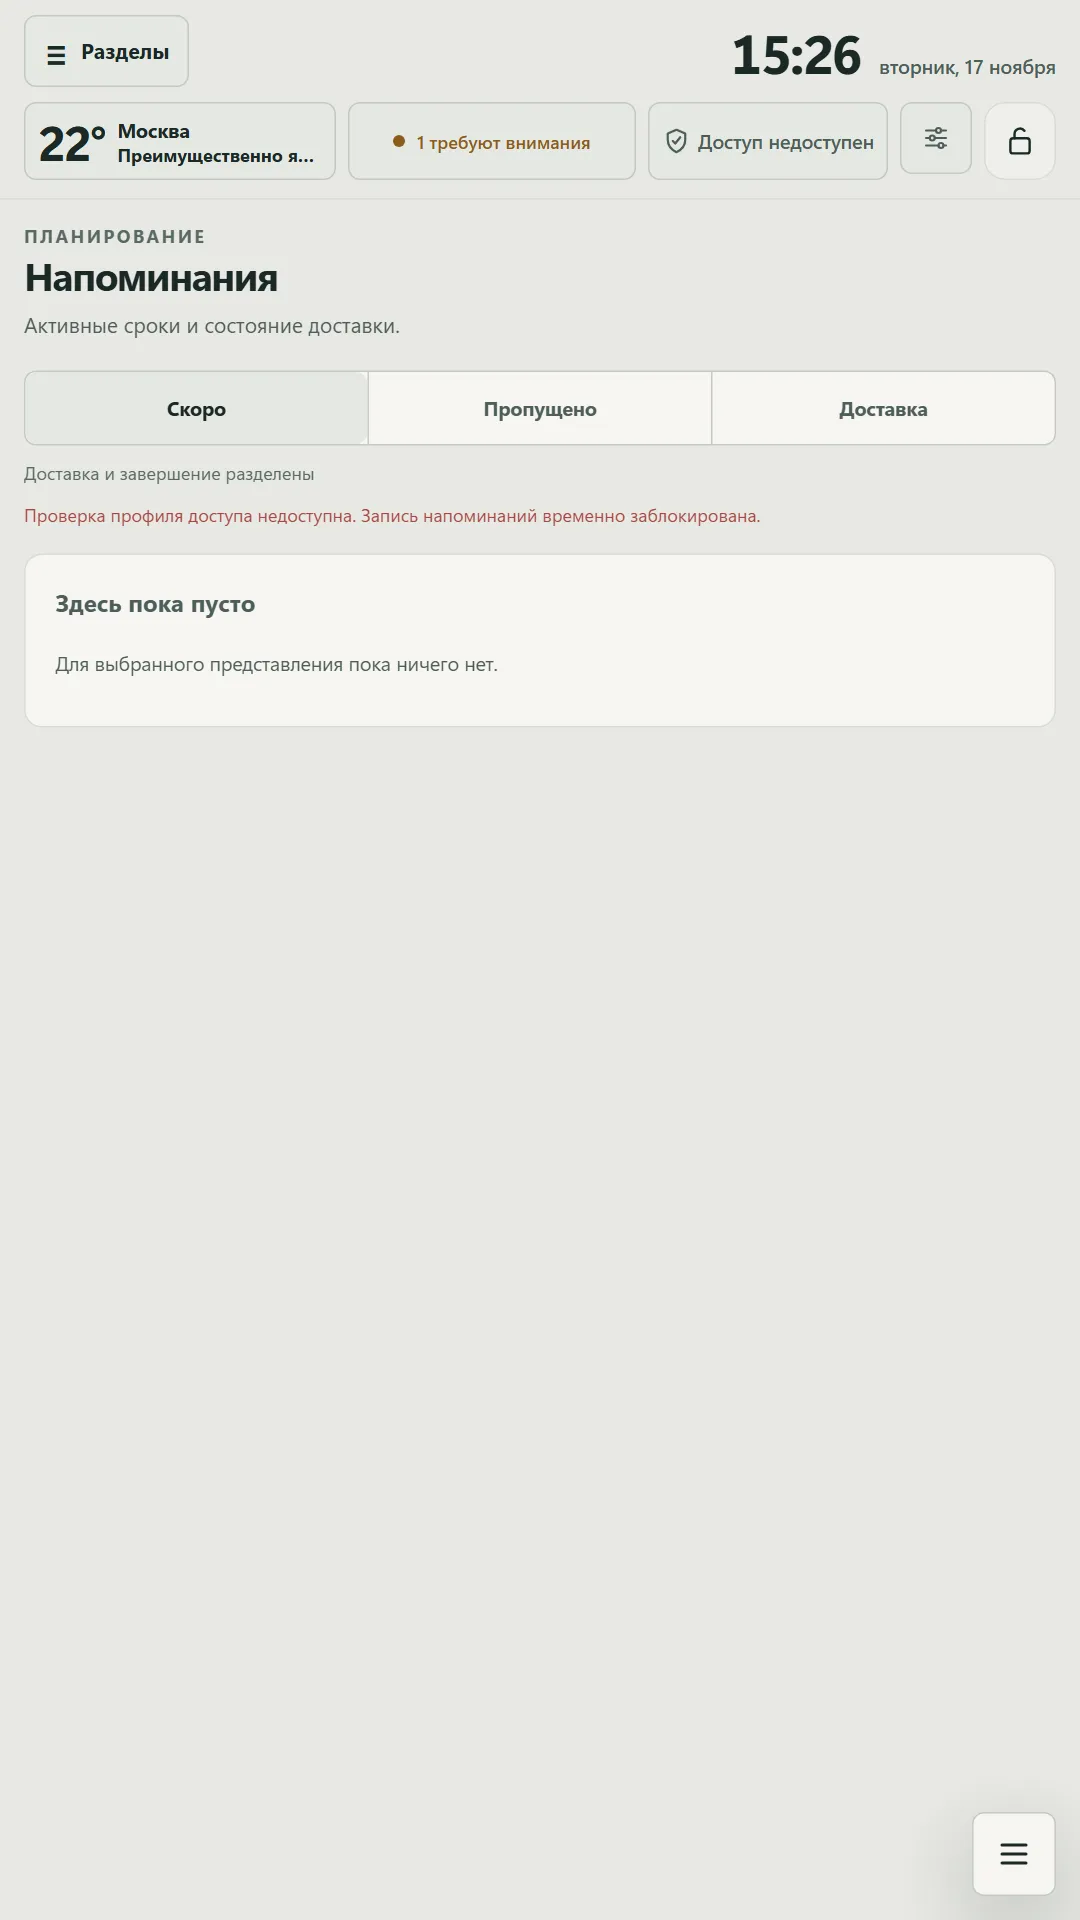 Разделы
15:26 вторник, 17 ноября
22° Москва
Преимущественно я...
1 требуют внимания
Доступ недоступен
ПЛАНИРОВАНИЕ
Напоминания
Активные сроки и состояние доставки.
Скоро
Пропущено
Доставка
Доставка и завершение разделены
Проверка профиля доступа недоступна. Запись напоминаний временно заблокирована.
Здесь пока пусто
Для выбранного представления пока ничего нет.